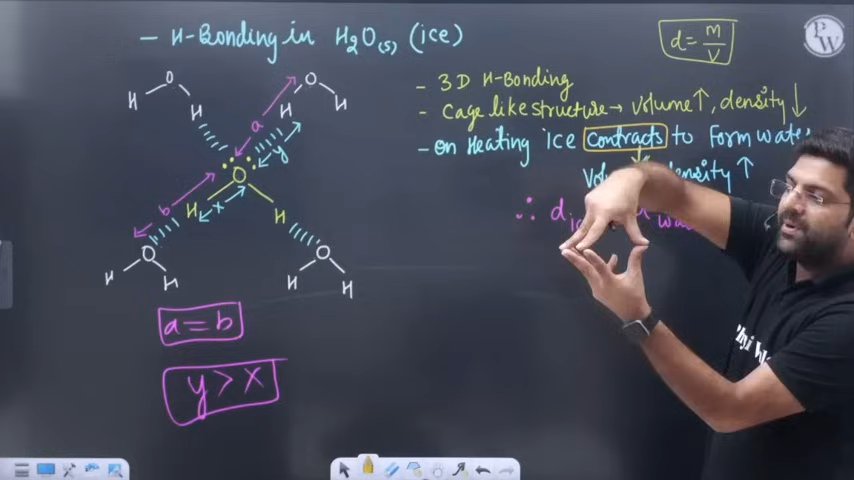 - H-Bonding in H2O(s) (ice)
d = m/V
PW
- 3D H-Bonding
- Cage like structure → volume ↑, density ↓
- on Heating ice contracts to Form water
density ↑
∴ d
H O H
H O H
a
y
O
b
H x H
O O
H H
H H
a = b
y > x